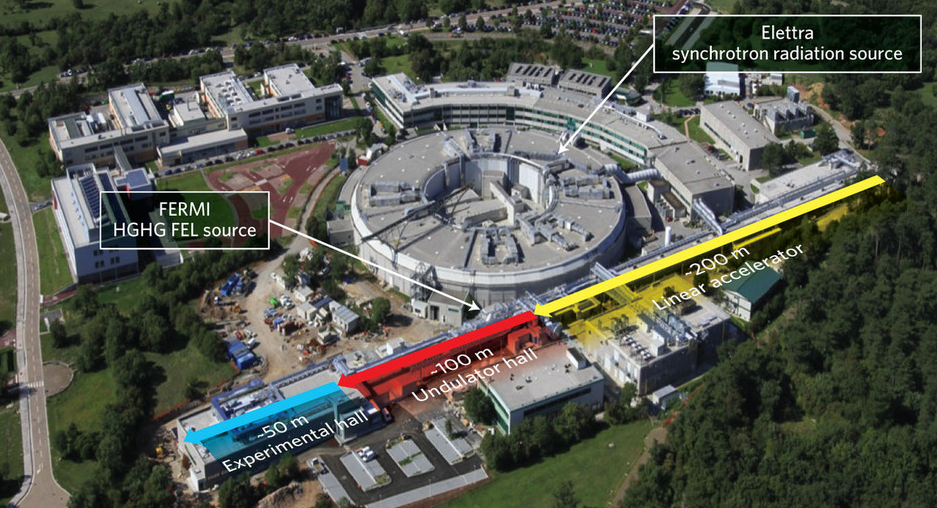 Elettra
synchrotron radiation source
FERMI
HGHG FEL source
~200 m
Linear accelerator
~100 m
Undulator hall
~50 m
Experimental hall